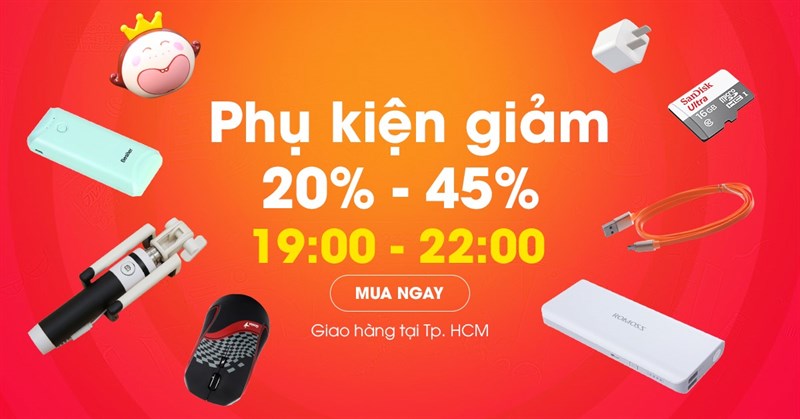 Phụ kiện giảm
20% - 45%
19:00 - 22:00
MUA NGAY
Giao hàng tại Tp. HCM
SanDisk
Ultra
16GB
ROMOSS